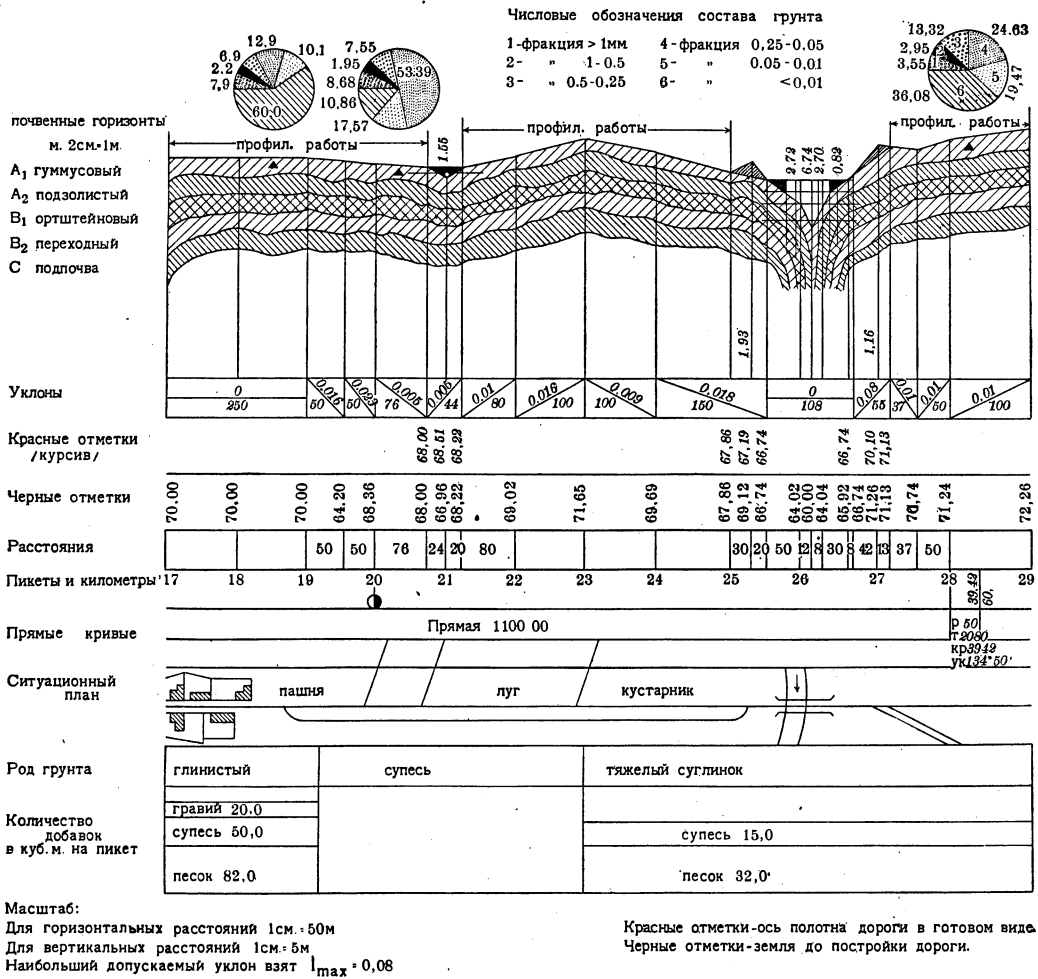 Числовые обозначения состава грунта
1-фракция > 1мм 4-фракция 0,25-0.05
2- " 1-0.5 5- " 0.05-0,01
3- " 0.5-0,25 6- " <0,01
12,9
6.9
10,1
2.2
7,9
60,0
7,55
1.95
53.39
8,68
10,86
17,57
13,32
24.63
2,95
3,55
36,08
19,47
1
2
3
4
5
6
почвенные горизонты
м. 2см.=1м.
профил. работы
1.55
профил. работы
профил. работы
2,72
6.74
2,70
0.82
A1 гуммусовый
A2 подзолистый
B1 ортштейновый
B2 переходный
C подпочва
1,93
1,16
Уклоны
0 0,016 0,008 0,005 0,01 0,016 0,009 0,018 0 0,08 0,01 0,01
250 50 50 76 44 80 100 100 150 108 55 37 50 100
Красные отметки
/курсив/
68,00 68,51 68,22 67,86 67,19 66,74 66,74 70,10 71,13
Черные отметки
70.00 70.00 70.00 64.20 68,36 68.00 66,96 68,22 69,02 71,65 69,69 67,86 69,12 66,74 64.02 60,00 64,04 65,92 66,74 71,26 71,13 70,74 71,24 72,26
Расстояния 50 50 76 24 20 80 30 20 50 12 8 30 8 42 13 37 50
Пикеты и километры 17 18 19 20 21 22 23 24 25 26 27 28 29
39.42
60,
Прямые кривые
Прямая 1100 00
р 50
т2080
кр3942
ук134°50'
Ситуационный
план
пашня луг кустарник
Род грунта глинистый супесь тяжелый суглинок
гравий 20.0
Количество
добавок
в куб.м. на пикет
супесь 50,0
супесь 15,0
песок 82,0
песок 32,0
Масштаб:
Для горизонтальных расстояний 1см.=50м
Для вертикальных расстояний 1см=5м
Наибольший допускаемый уклон взят imax=0,08
Красные отметки-ось полотна дороги в готовом виде
Черные отметки-земля до постройки дороги.